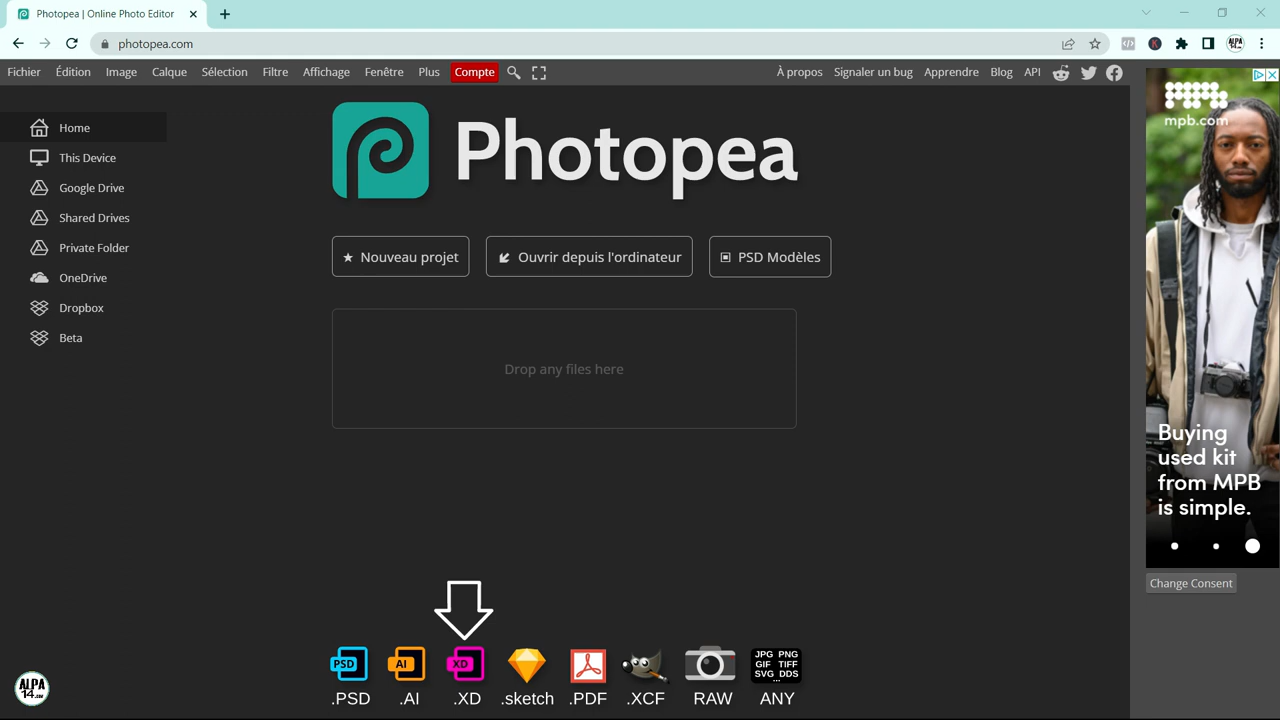 Photopea | Online Photo Editor
photopea.com
Fichier Édition Image Calque Sélection Filtre Affichage Fenêtre Plus Compte À propos Signaler un bug Apprendre Blog API
Home
This Device
Google Drive
Shared Drives
Private Folder
OneDrive
Dropbox
Beta
Photopea
Nouveau projet Ouvrir depuis l'ordinateur PSD Modèles
Drop any files here
PSD AI XD
JPG PNG
GIF TIFF
SVG DDS
...
.PSD .AI .XD .sketch .PDF .XCF RAW ANY
mpb.com
Buying
used kit
from MPB
is simple.
Change Consent
ALPA
14.COM